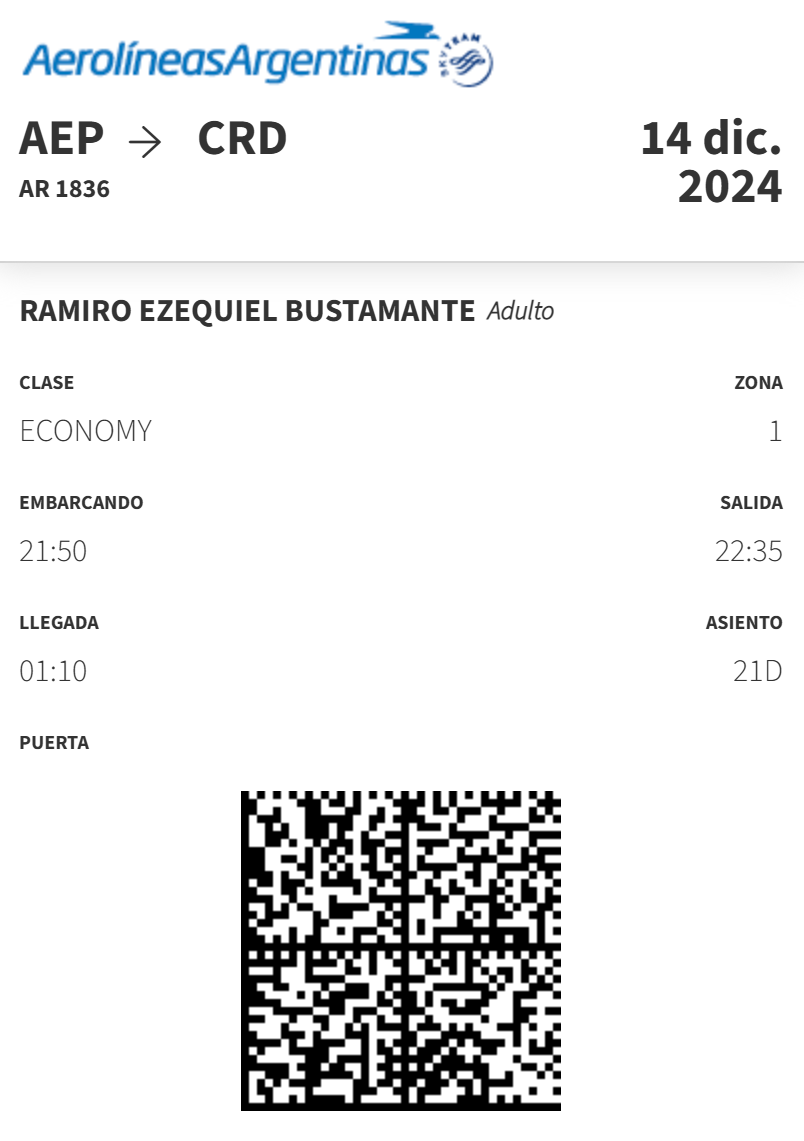 AerolíneasArgentinas SKYTEAM
AEP → CRD
14 dic. 2024
AR 1836
RAMIRO EZEQUIEL BUSTAMANTE Adulto
CLASE ZONA
ECONOMY 1
EMBARCANDO SALIDA
21:50 22:35
LLEGADA ASIENTO
01:10 21D
PUERTA